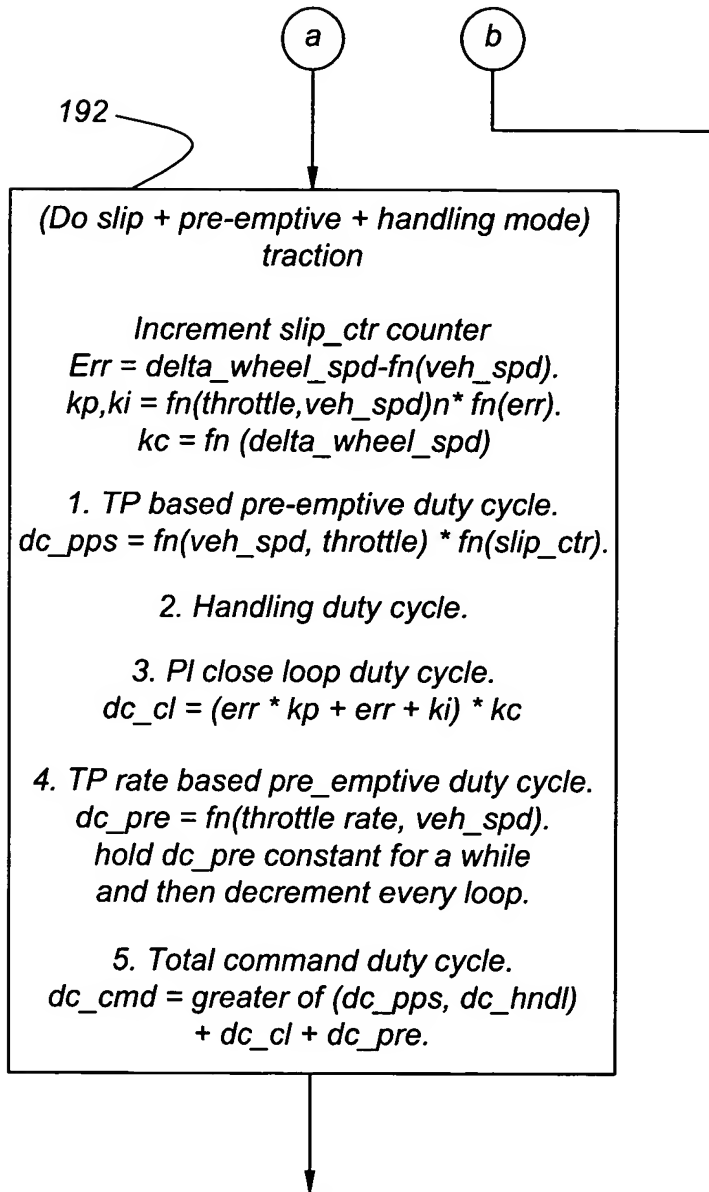 a
b
192
(Do slip + pre-emptive + handling mode)
traction
Increment slip_ctr counter
Err = delta_wheel_spd-fn(veh_spd).
kp,ki = fn(throttle,veh_spd)n* fn(err).
kc = fn (delta_wheel_spd)
1. TP based pre-emptive duty cycle.
dc_pps = fn(veh_spd, throttle) * fn(slip_ctr).
2. Handling duty cycle.
3. PI close loop duty cycle.
dc_cl = (err * kp + err + ki) * kc
4. TP rate based pre_emptive duty cycle.
dc_pre = fn(throttle rate, veh_spd).
hold dc_pre constant for a while
and then decrement every loop.
5. Total command duty cycle.
dc_cmd = greater of (dc_pps, dc_hndl)
+ dc_cl + dc_pre.